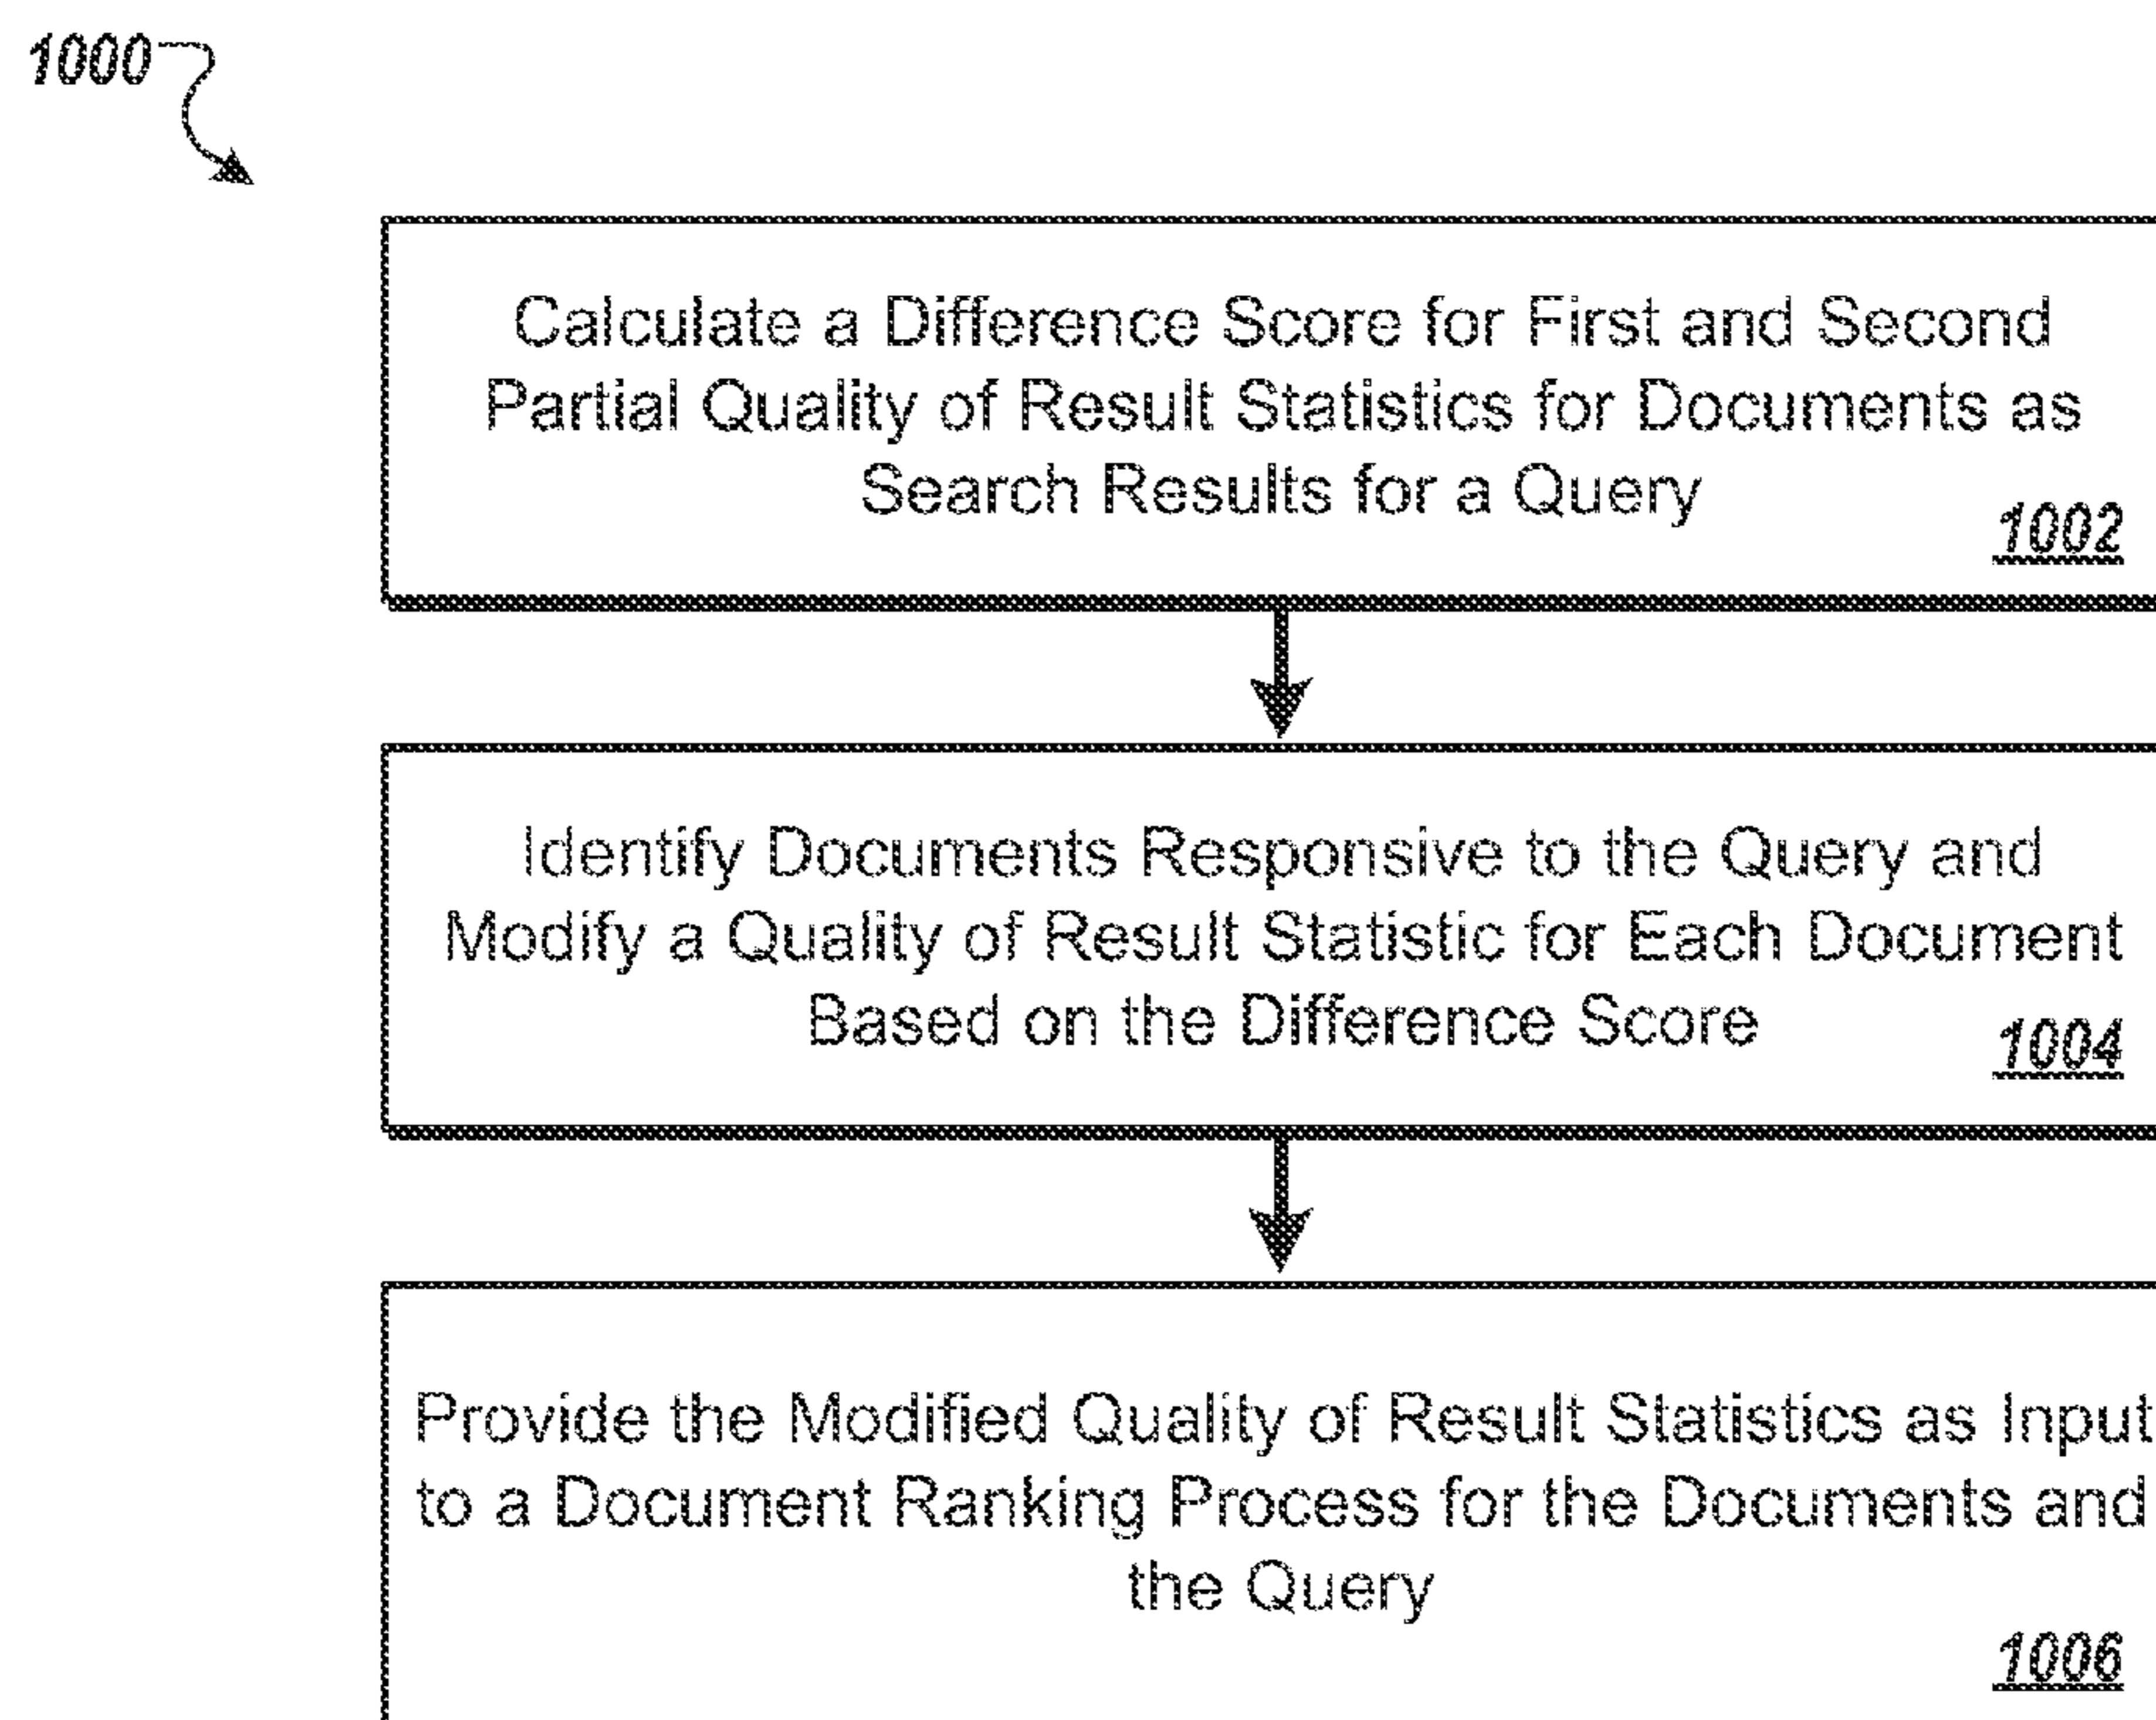 1000
Calculate a Difference Score for First and Second
Partial Quality of Result Statistics for Documents as
Search Results for a Query
1002
Identify Documents Responsive to the Query and
Modify a Quality of Result Statistic for Each Document
Based on the Difference Score
1004
Provide the Modified Quality of Result Statistics as Input
to a Document Ranking Process for the Documents and
the Query
1006